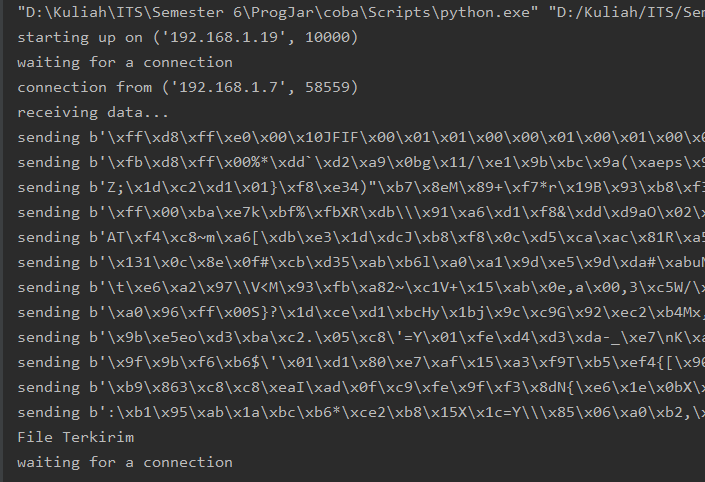 "D:\Kuliah\ITS\Semester 6\ProgJar\coba\Scripts\python.exe" "D:/Kuliah/ITS/Sem
starting up on ('192.168.1.19', 10000)
waiting for a connection
connection from ('192.168.1.7', 58559)
receiving data...
sending b'\xff\xd8\xff\xe0\x00\x10JFIF\x00\x01\x01\x00\x00\x01\x00\x01\x00\x0
sending b'\xfb\xd8\xff\x00%*\xdd`\xd2\xa9\x0bg\x11/\xe1\x9b\xbc\x9a(\xaeps\x9
sending b'Z;\x1d\xc2\xd1\x01}\xf8\xe34)"\xb7\x8eM\x89+\xf7*r\x19B\x93\xb8\xf3
sending b'\xff\x00\xba\xe7k\xbf%\xfbXR\xdb\\\x91\xa6\xd1\xf8&\xdd\xd9aO\x02\
sending b'AT\xf4\xc8~m\xa6[\xdb\xe3\x1d\xdcJ\xb8\xf8\x0c\xd5\xca\xac\x81R\xa5
sending b'\x131\x0c\x8e\x0f#\xcb\xd35\xab\xb6l\xa0\xa1\x9d\xe5\x9d\xda#\xabuM
sending b'\t\xe6\xa2\x97\\V<M\x93\xfb\xa82~\xc1V+\x15\xab\x0e,a\x00,3\xc5W/\x
sending b'\xa0\x96\xff\x00S}?\x1d\xce\xd1\xbcHy\x1bj\x9c\xc9G\x92\xec2\xb4Mx,
sending b'\x9b\xe5eo\xd3\xba\xc2.\x05\xc8\'=Y\x01\xfe\xd4\xd3\xda-_\xe7\nK\xa
sending b'\x9f\x9b\xf6\xb6$\'\x01\xd1\x80\xe7\xaf\x15\xa3\xf9T\xb5\xef4{[\x90
sending b'\xb9\x863\xc8\xc8\xeaI\xad\x0f\xc9\xfe\x9f\xf3\x8dN{\xe6\x1e\x0bX\x
sending b':\xb1\x95\xab\x1a\xbc\xb6*\xce2\xb8\x15X\x1c=Y\\\x85\x06\xa0\xb2,\
File Terkirim
waiting for a connection